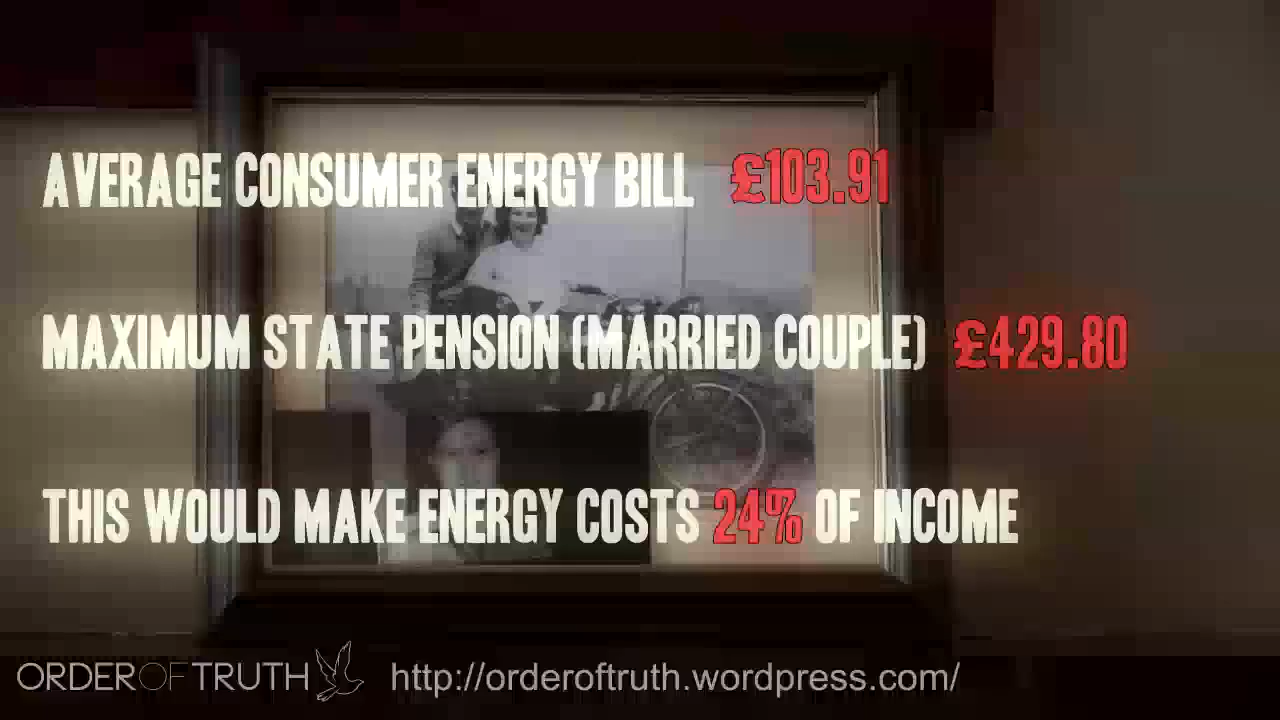 AVERAGE CONSUMER ENERGY BILL £103.91
MAXIMUM STATE PENSION (MARRIED COUPLE) £429.80
THIS WOULD MAKE ENERGY COSTS 24% OF INCOME
ORDEROFTRUTH http://orderoftruth.wordpress.com/